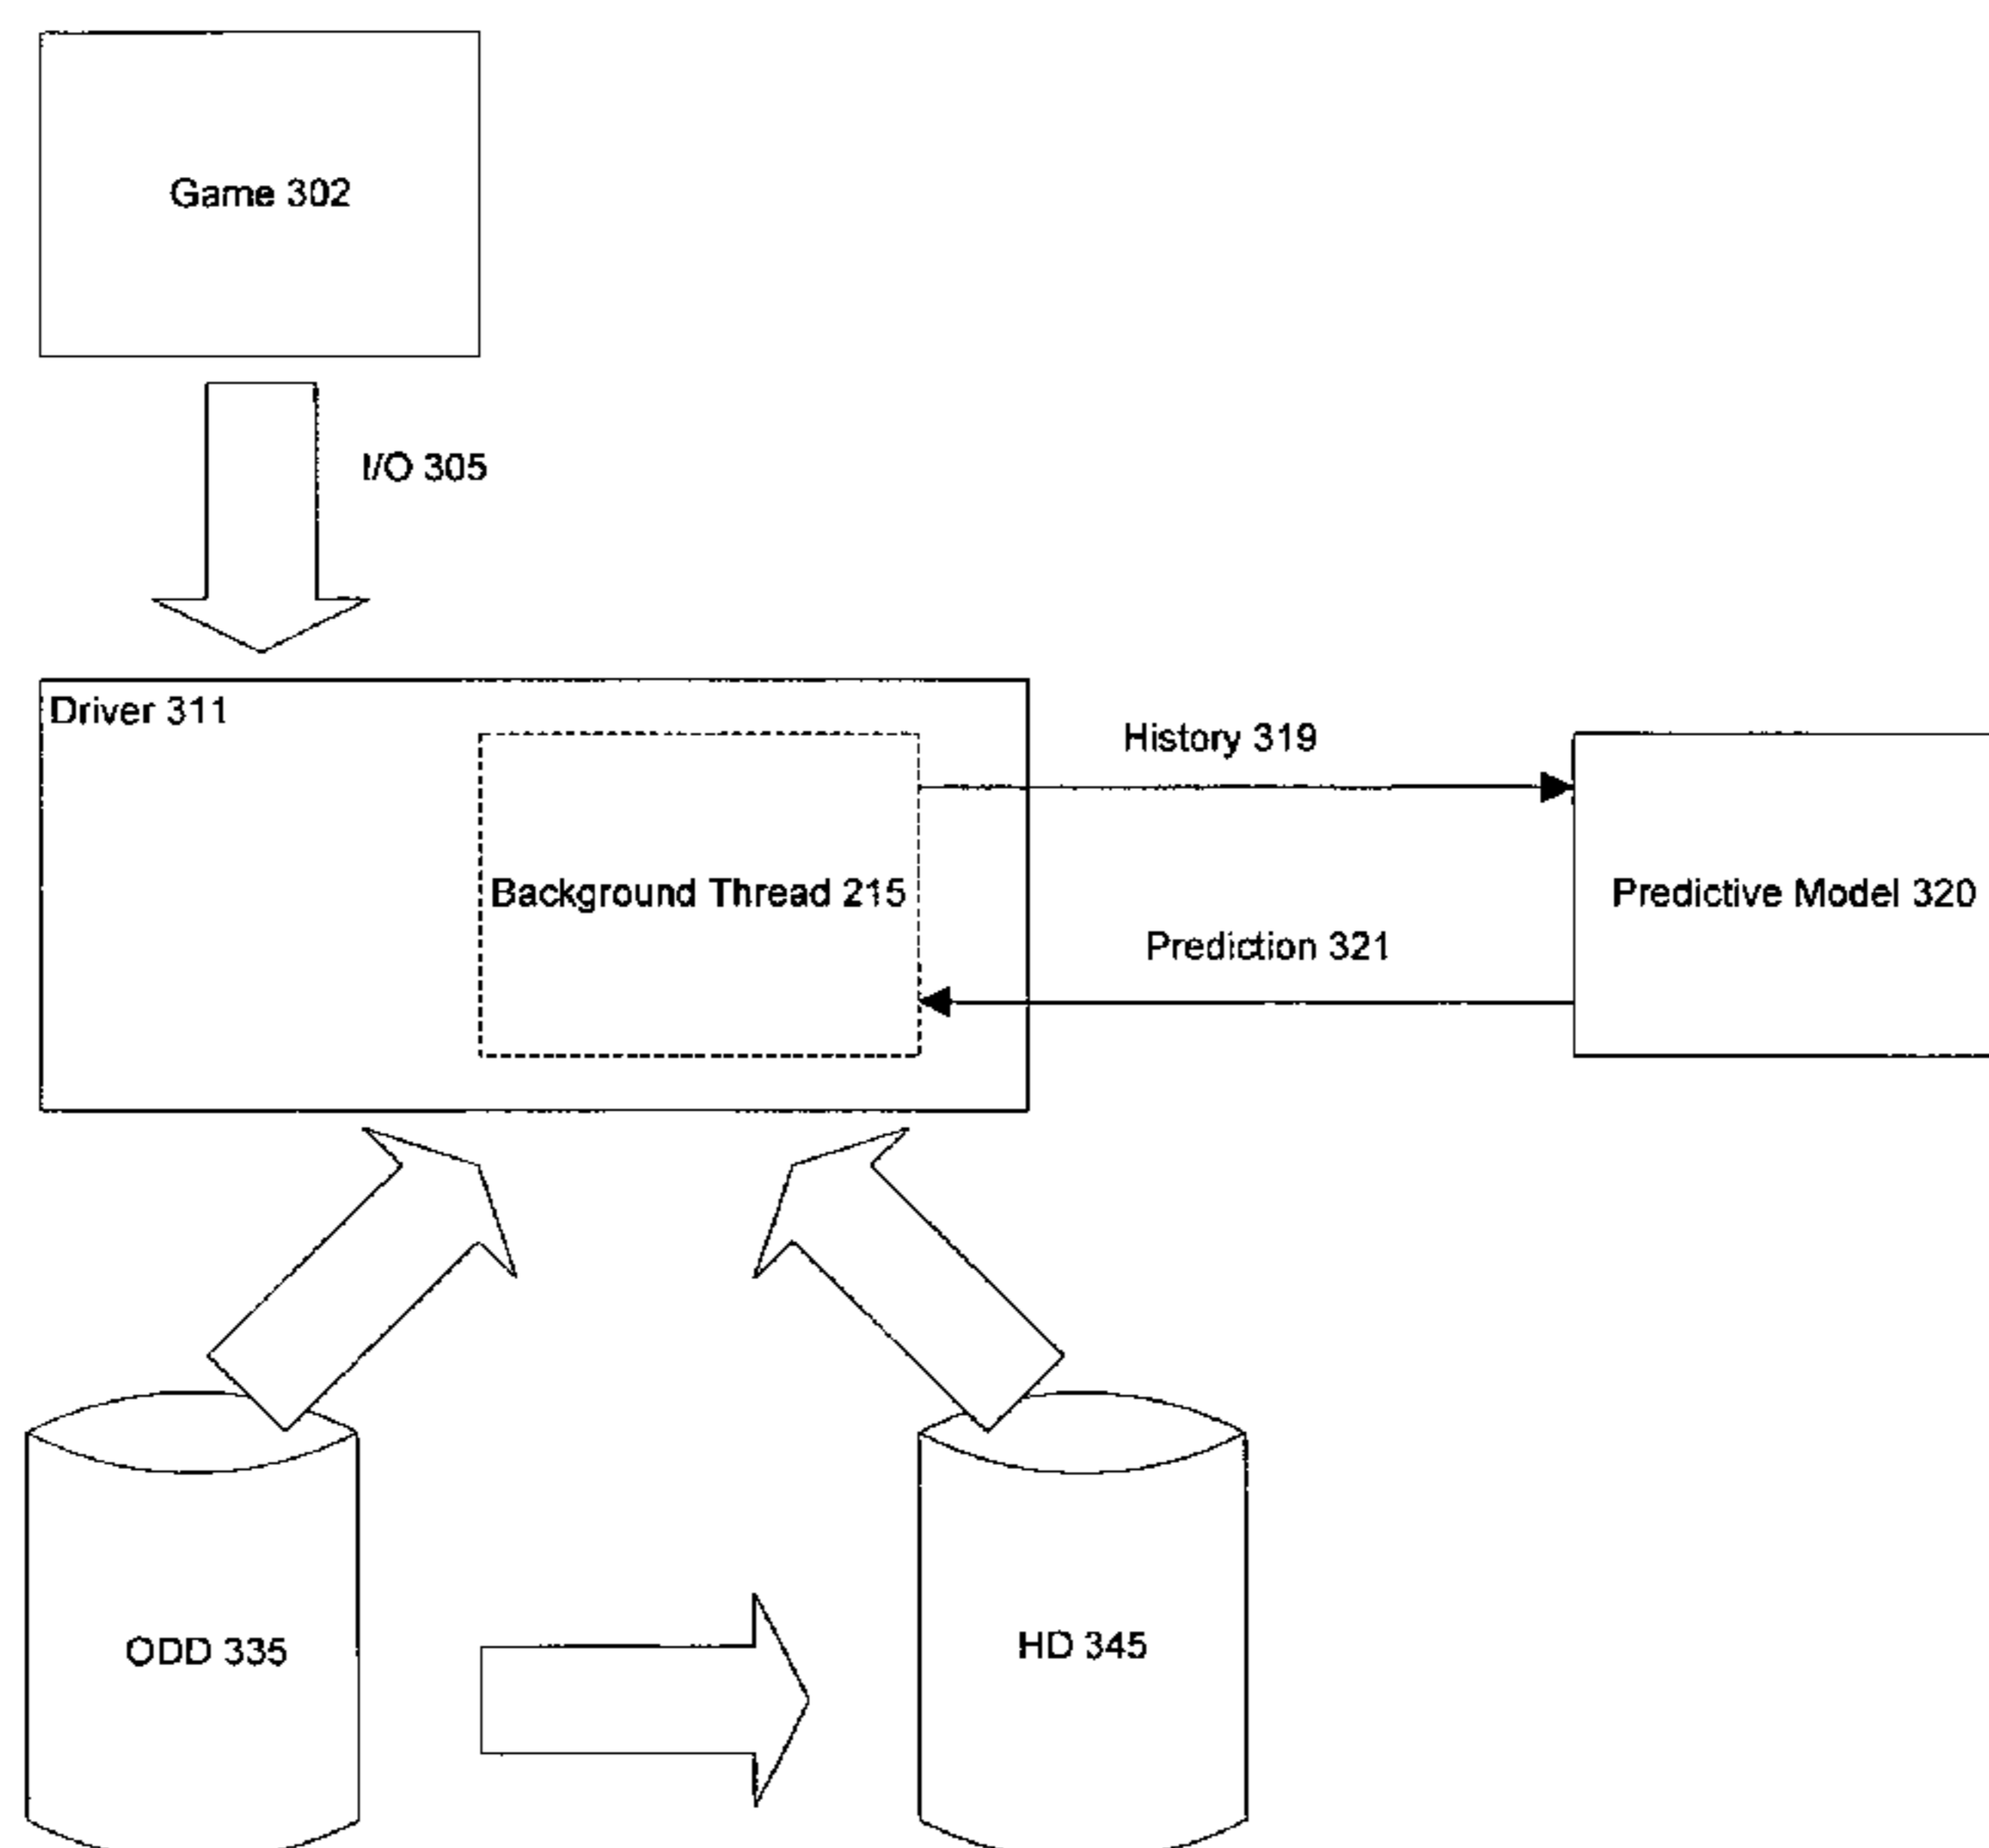 Game 302
I/O 305
Driver 311
History 319
Background Thread 215
Predictive Model 320
Prediction 321
ODD 335
HD 345